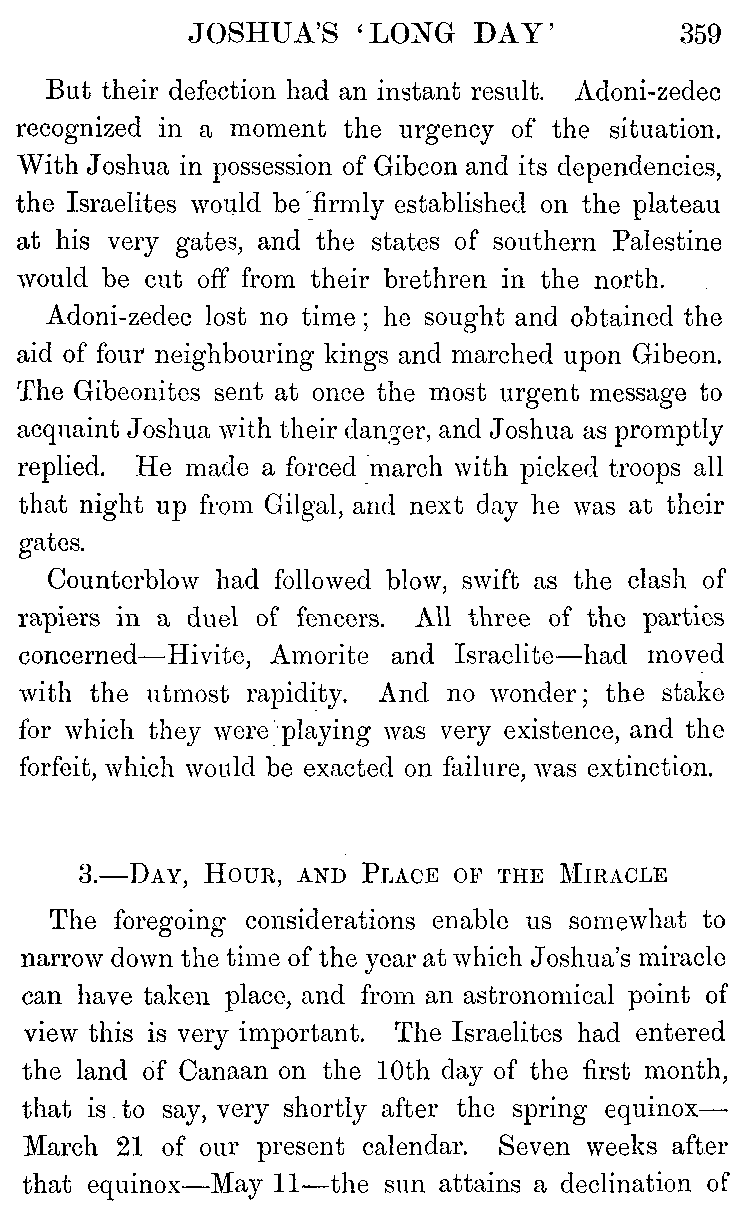 JOSHUA'S 'LONG DAY' 359
But their defection had an instant result. Adoni-zedec
recognized in a moment the urgency of the situation.
With Joshua in possession of Gibeon and its dependencies,
the Israelites would be firmly established on the plateau
at his very gates, and the states of southern Palestine
would be cut off from their brethren in the north.
Adoni-zedec lost no time; he sought and obtained the
aid of four neighbouring kings and marched upon Gibeon.
The Gibeonites sent at once the most urgent message to
acquaint Joshua with their danger, and Joshua as promptly
replied. He made a forced march with picked troops all
that night up from Gilgal, and next day he was at their
gates.
Counterblow had followed blow, swift as the clash of
rapiers in a duel of fencers. All three of the parties
concerned—Hivite, Amorite and Israelite—had moved
with the utmost rapidity. And no wonder; the stake
for which they were playing was very existence, and the
forfeit, which would be exacted on failure, was extinction.
3.—Day, Hour, and Place of the Miracle
The foregoing considerations enable us somewhat to
narrow down the time of the year at which Joshua's miracle
can have taken place, and from an astronomical point of
view this is very important. The Israelites had entered
the land of Canaan on the 10th day of the first month,
that is to say, very shortly after the spring equinox—
March 21 of our present calendar. Seven weeks after
that equinox—May 11—the sun attains a declination of